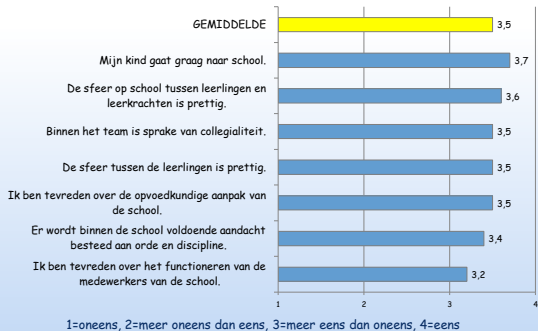 GEMIDDELDE
3,5
Mijn kind gaat graag naar school.
3,7
De sfeer op school tussen leerlingen en
leerkrachten is prettig.
3,6
Binnen het team is sprake van collegialiteit.
3,5
De sfeer tussen de leerlingen is prettig.
3,5
Ik ben tevreden over de opvoedkundige aanpak van
de school.
3,5
Er wordt binnen de school voldoende aandacht
besteed aan orde en discipline.
3,4
Ik ben tevreden over het functioneren van de
medewerkers van de school.
3,2
1 2 3 4
1=oneens, 2=meer oneens dan eens, 3=meer eens dan oneens, 4=eens